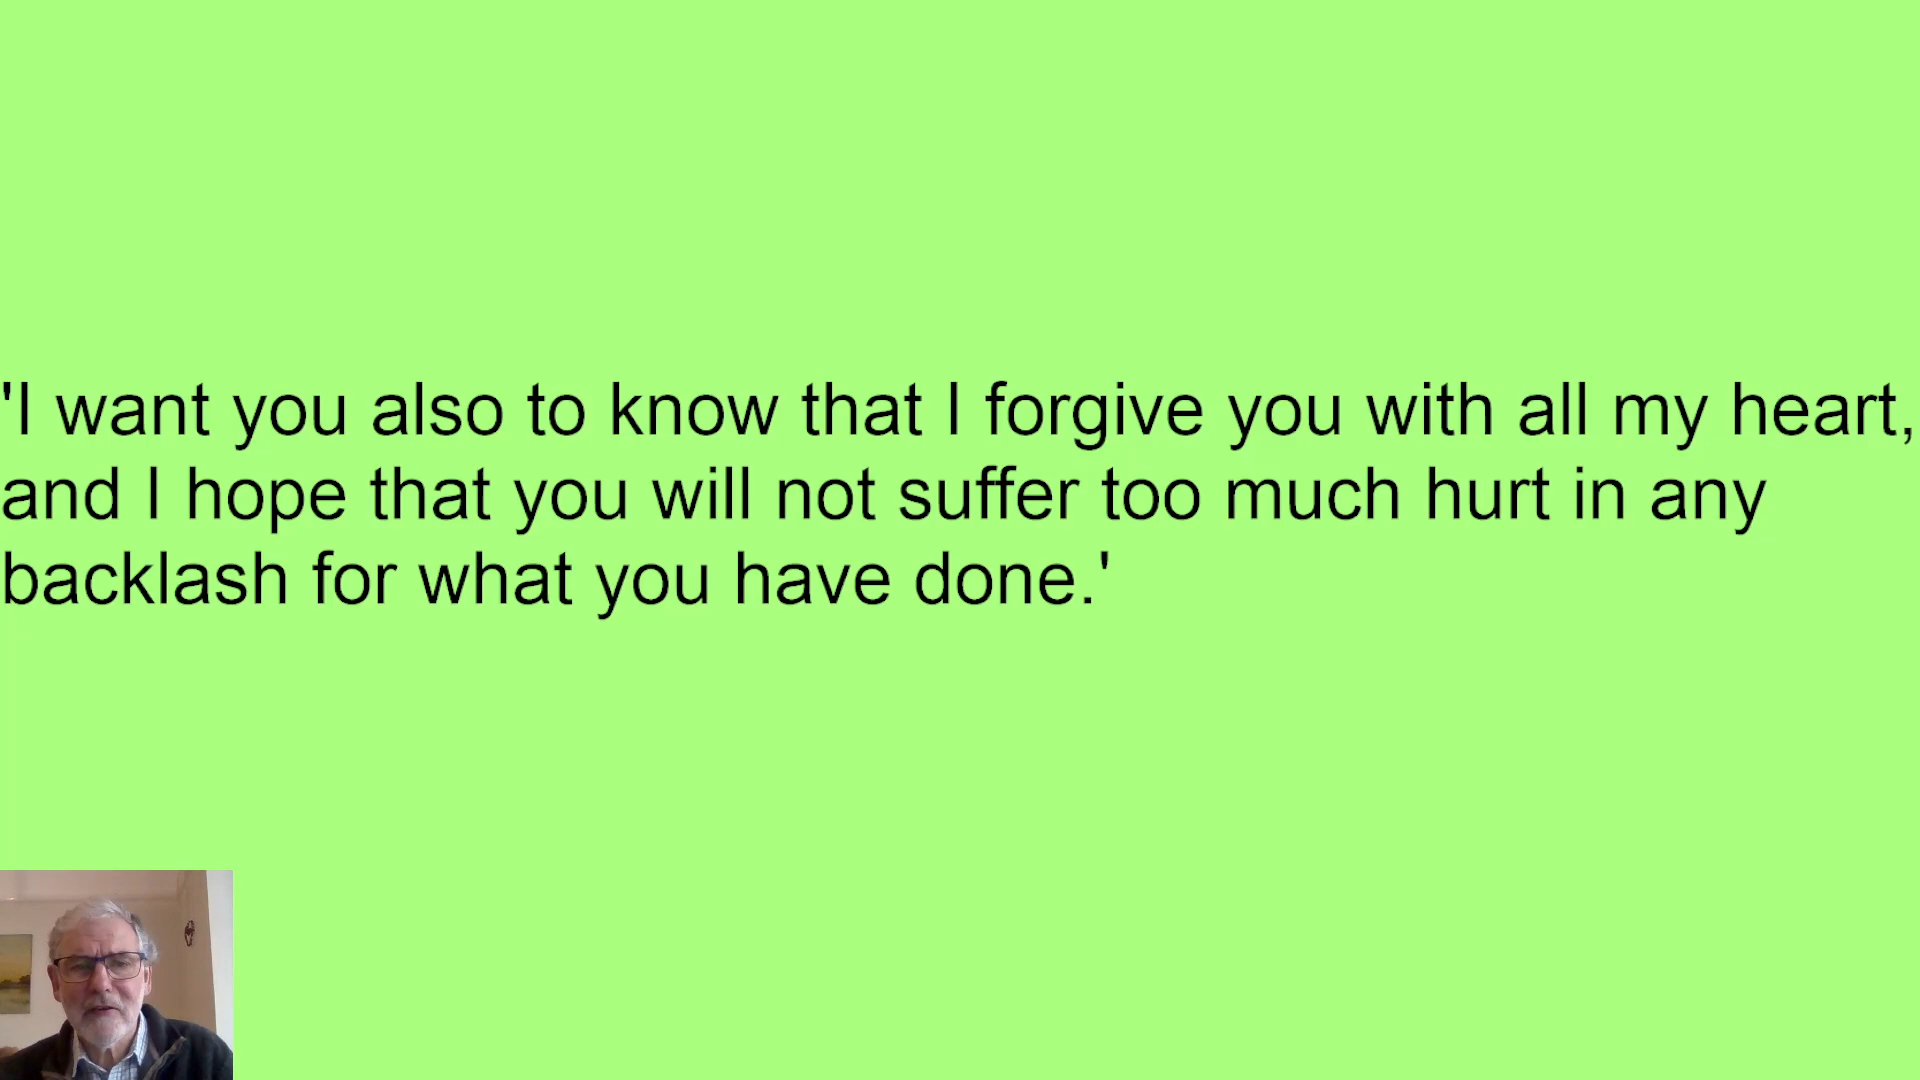 'I want you also to know that I forgive you with all my heart,
and I hope that you will not suffer too much hurt in any
backlash for what you have done.'